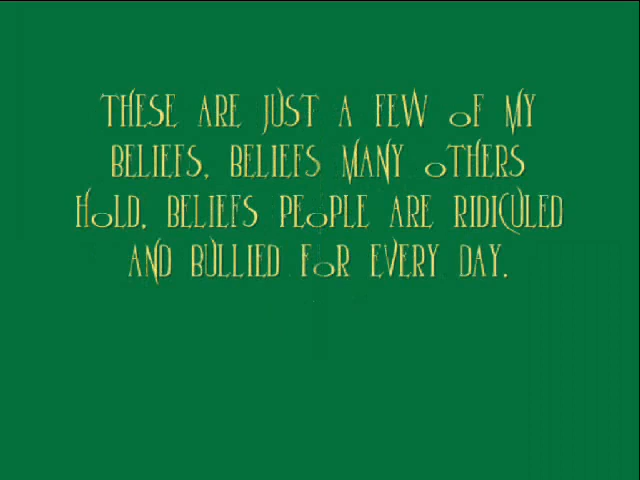 THESE ARE JUST A FEW OF MY
BELIEFS, BELIEFS MANY OTHERS
HOLD, BELIEFS PEOPLE ARE RIDICULED
AND BULLIED FOR EVERY DAY.